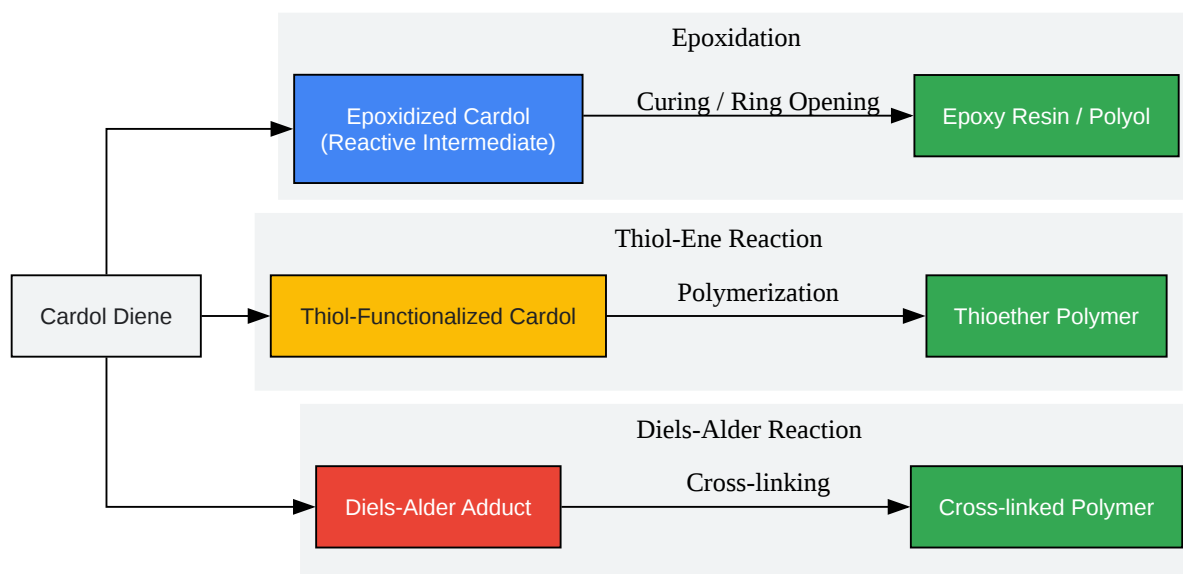 Epoxidation
Epoxidized Cardol
(Reactive Intermediate)
Curing / Ring Opening
Epoxy Resin / Polyol
Cardol Diene
Thiol-Ene Reaction
Thiol-Functionalized Cardol
Polymerization
Thioether Polymer
Diels-Alder Reaction
Diels-Alder Adduct
Cross-linking
Cross-linked Polymer